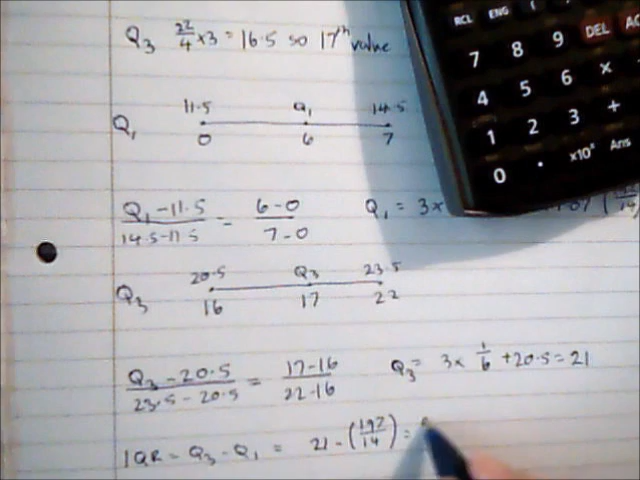 Q3 22/4 ×3 = 16.5 so 17th value
11.5 Q1 14.5
Q1
0 6 7
Q1 - 11.5 / 14.5-11.5 = 6-0 / 7-0 Q1 = 3×
20.5 Q3 23.5
Q3
16 17 22
Q3 - 20.5 / 23.5 - 20.5 = 17-16 / 22-16 Q3 = 3× 1/6 + 20.5 = 21
IQR = Q3 - Q1 = 21 - (197/14) =
RCL ENG (
7 8 9 DEL AC
4 5 6 ×
1 2 3 +
0 . ×10ˣ Ans